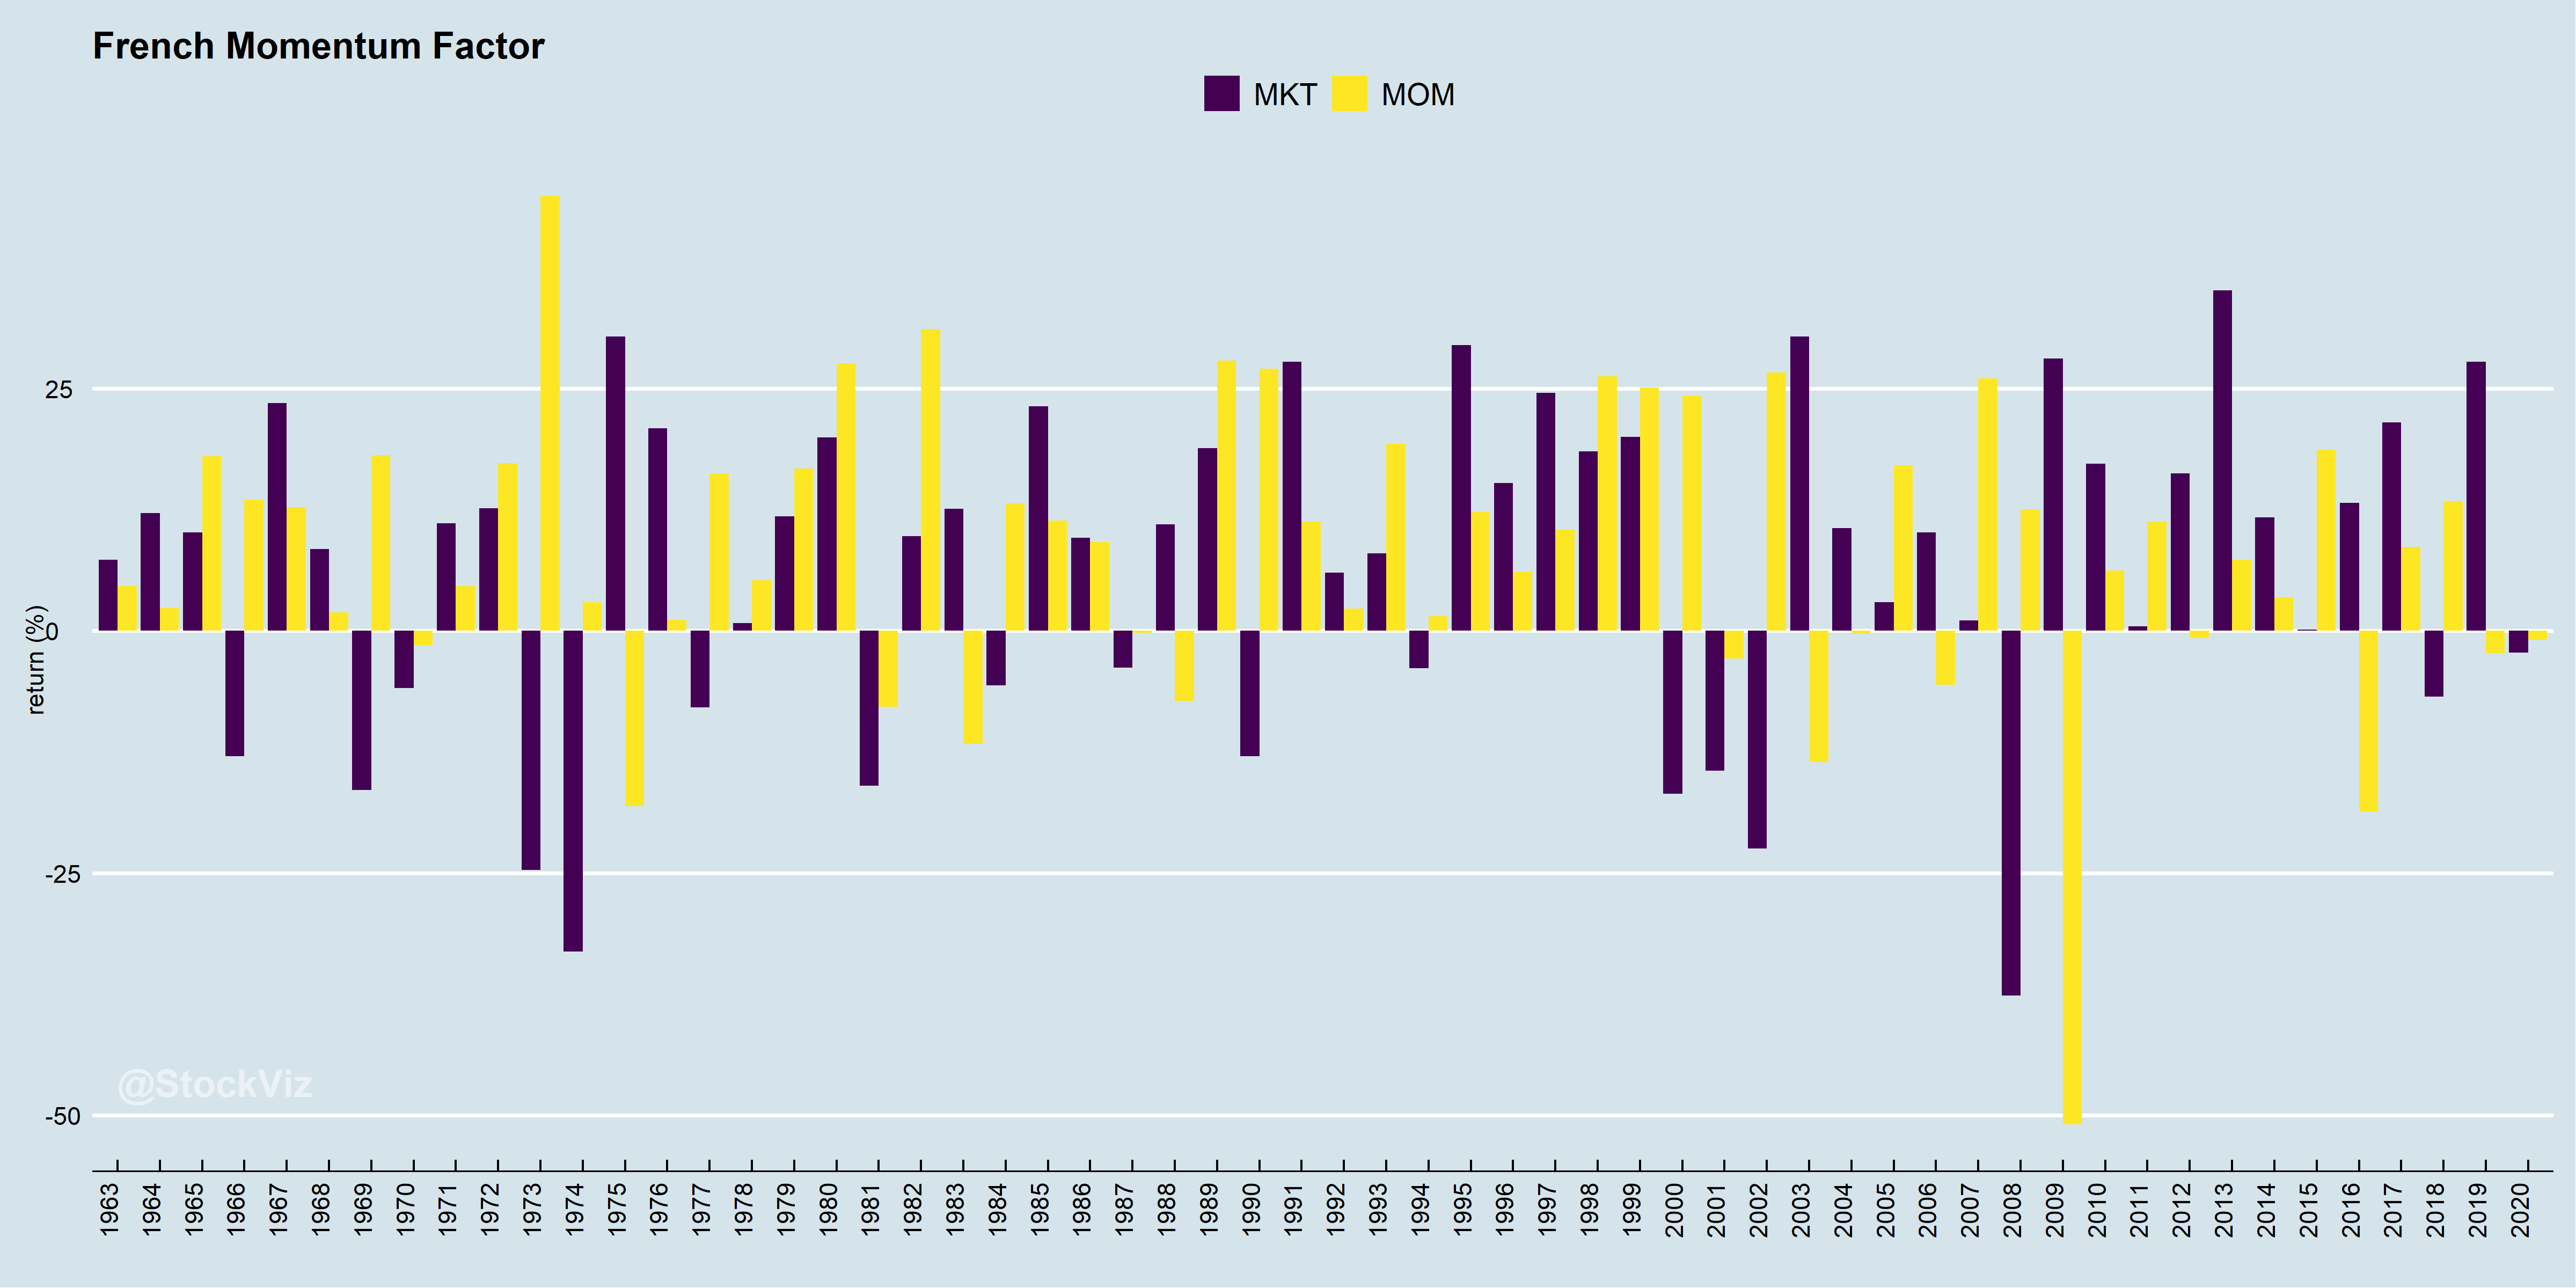 French Momentum Factor
MKT MOM
return (%)
25
0
-25
-50
@StockViz
1963 1964 1965 1966 1967 1968 1969 1970 1971 1972 1973 1974 1975 1976 1977 1978 1979 1980 1981 1982 1983 1984 1985 1986 1987 1988 1989 1990 1991 1992 1993 1994 1995 1996 1997 1998 1999 2000 2001 2002 2003 2004 2005 2006 2007 2008 2009 2010 2011 2012 2013 2014 2015 2016 2017 2018 2019 2020